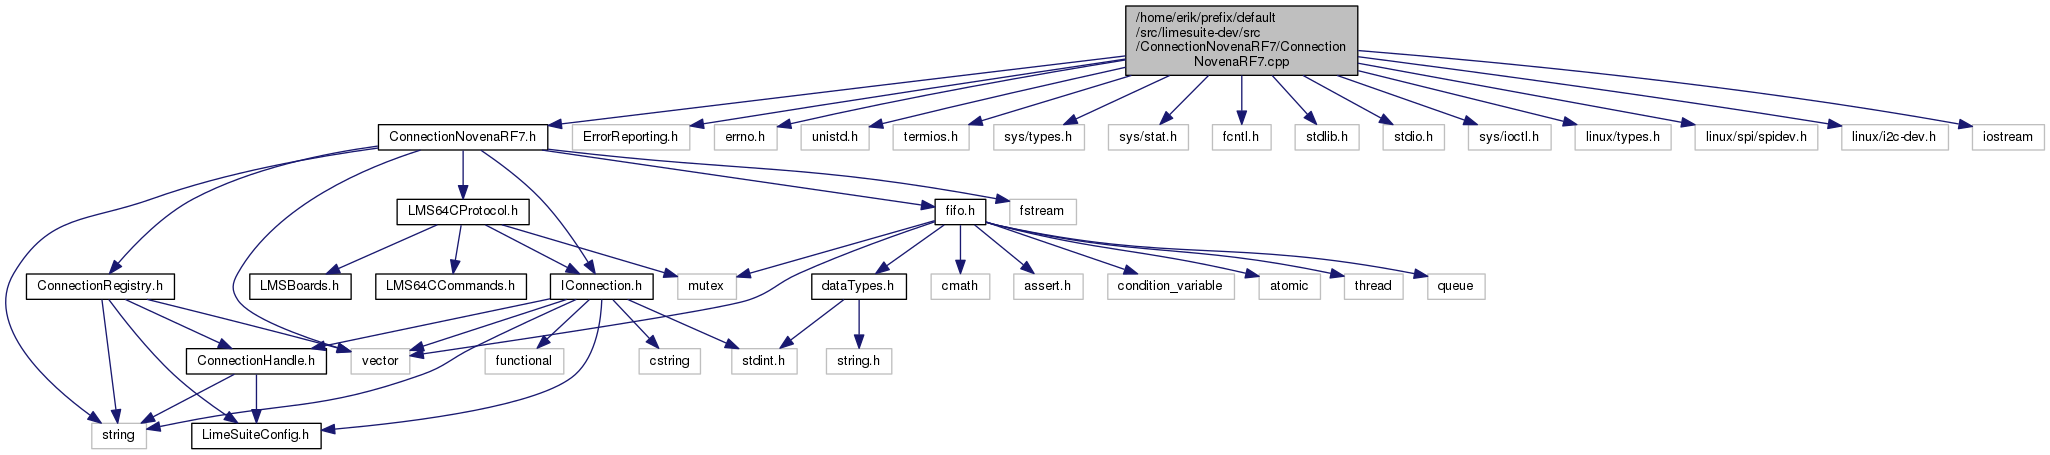 /home/erik/prefix/default
/src/limesuite-dev/src
/ConnectionNovenaRF7/Connection
NovenaRF7.cpp
ConnectionNovenaRF7.h
ErrorReporting.h
errno.h
unistd.h
termios.h
sys/types.h
sys/stat.h
fcntl.h
stdlib.h
stdio.h
sys/ioctl.h
linux/types.h
linux/spi/spidev.h
linux/i2c-dev.h
iostream
LMS64CProtocol.h
fifo.h
fstream
ConnectionRegistry.h
LMSBoards.h
LMS64CCommands.h
IConnection.h
mutex
dataTypes.h
cmath
assert.h
condition_variable
atomic
thread
queue
ConnectionHandle.h
vector
functional
cstring
stdint.h
string.h
string
LimeSuiteConfig.h